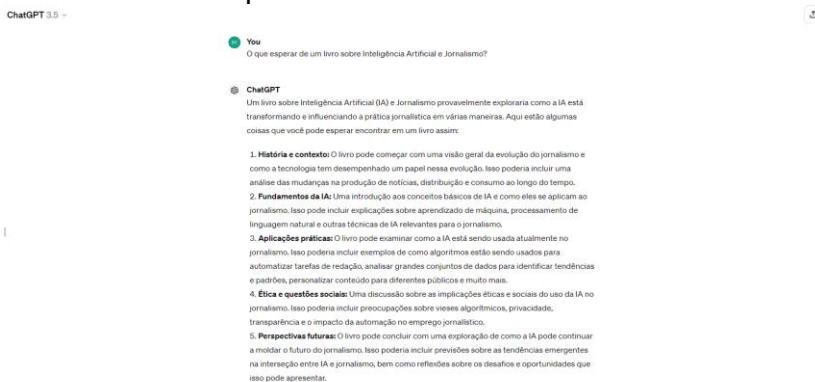 ChatGPT 3.5
You
O que esperar de um livro sobre Inteligência Artificial e Jornalismo?
ChatGPT
Um livro sobre Inteligência Artificial (IA) e Jornalismo provavelmente exploraria como a IA está
transformando e influenciando a prática jornalística em várias maneiras. Aqui estão algumas
coisas que você pode esperar encontrar em um livro assim:
1. História e contexto: O livro pode começar com uma visão geral da evolução do jornalismo e
como a tecnologia tem desempenhado um papel nessa evolução. Isso poderia incluir uma
análise das mudanças na produção de notícias, distribuição e consumo ao longo do tempo.
2. Fundamentos da IA: Uma introdução aos conceitos básicos de IA e como eles se aplicam ao
jornalismo. Isso pode incluir explicações sobre aprendizado de máquina, processamento de
linguagem natural e outras técnicas de IA relevantes para o jornalismo.
3. Aplicações práticas: O livro pode examinar como a IA está sendo usada atualmente no
jornalismo. Isso poderia incluir exemplos de como algoritmos estão sendo usados para
automatizar tarefas de redação, analisar grandes conjuntos de dados para identificar tendências
e padrões, personalizar conteúdo para diferentes públicos e muito mais.
4. Ética e questões sociais: Uma discussão sobre as implicações éticas e sociais do uso da IA no
jornalismo. Isso poderia incluir preocupações sobre vieses algorítmicos, privacidade,
transparência e o impacto da automação no emprego jornalístico.
5. Perspectivas futuras: O livro pode concluir com uma exploração de como a IA pode continuar
a moldar o futuro do jornalismo. Isso poderia incluir previsões sobre as tendências emergentes
na interseção entre IA e jornalismo, bem como reflexões sobre os desafios e oportunidades que
isso pode apresentar.